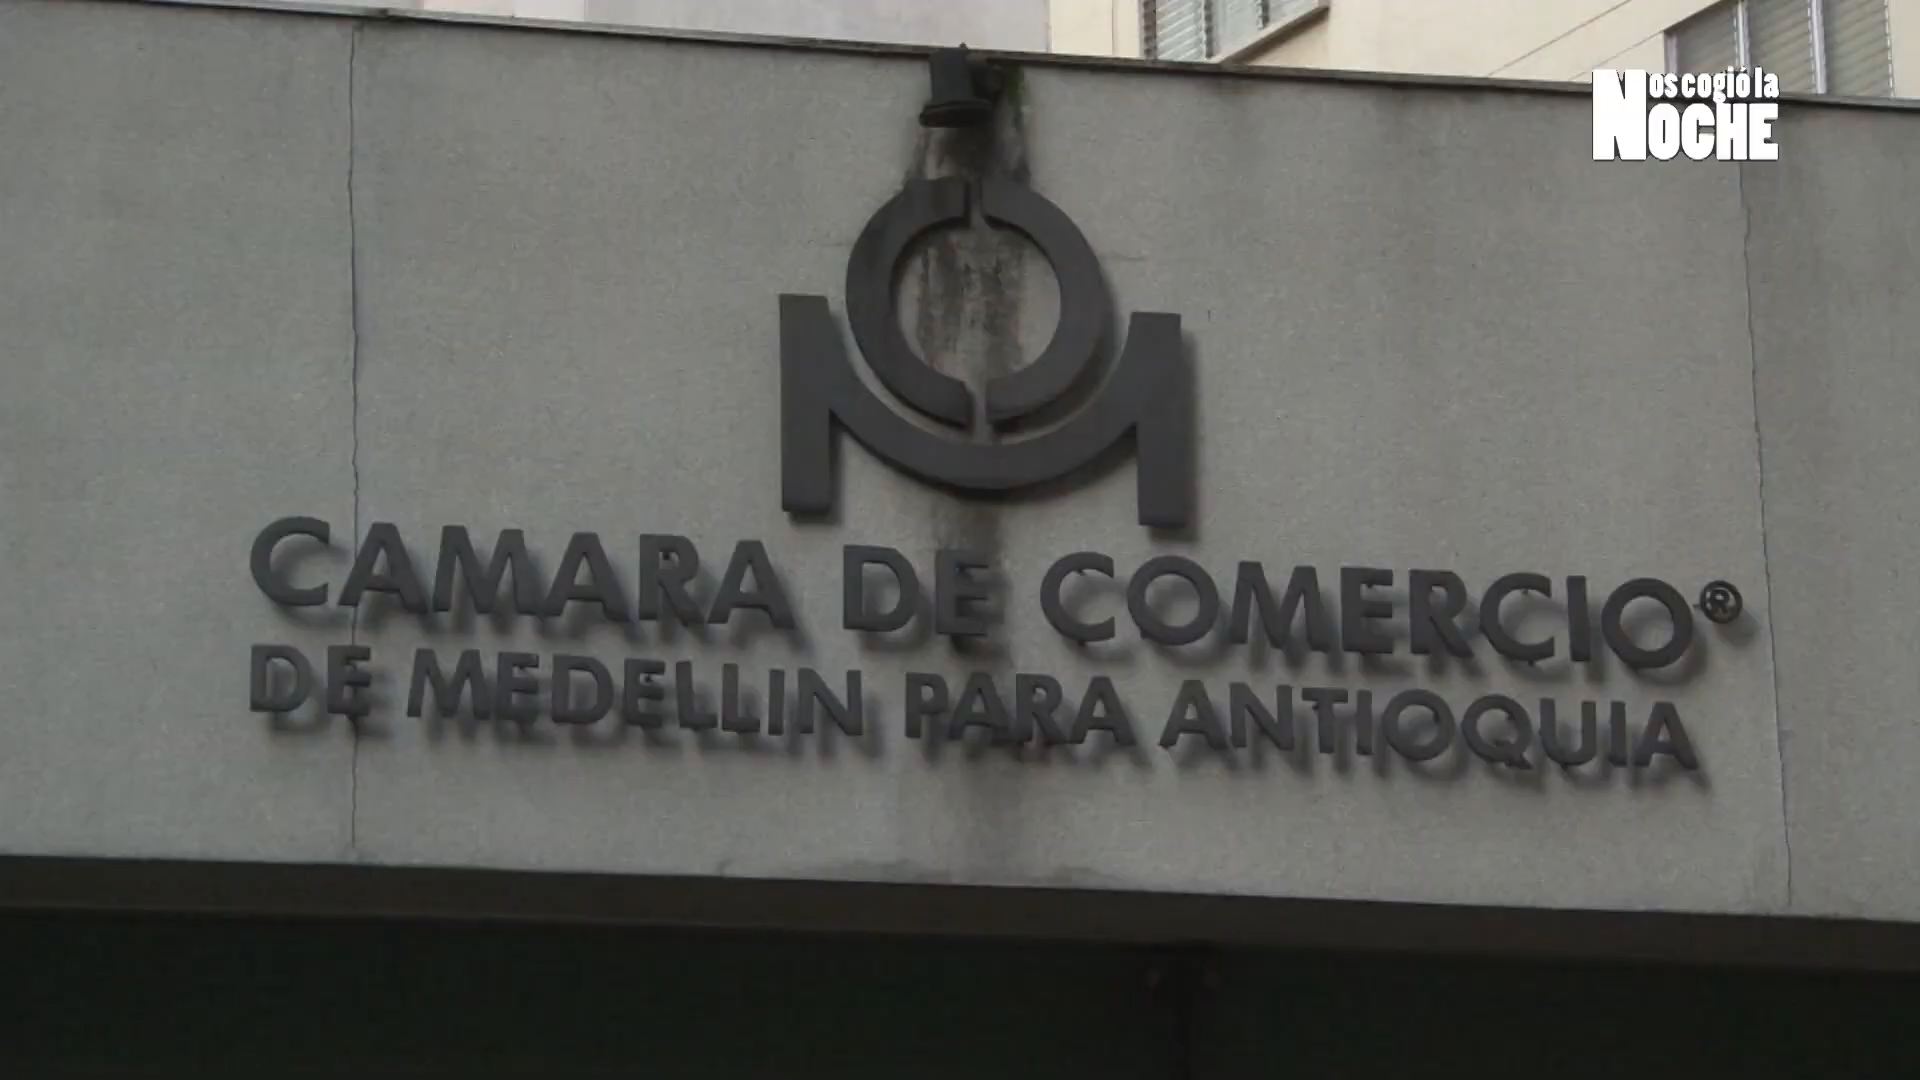 Nos cogió la
NOCHE
CAMARA DE COMERCIO®
DE MEDELLIN PARA ANTIOQUIA